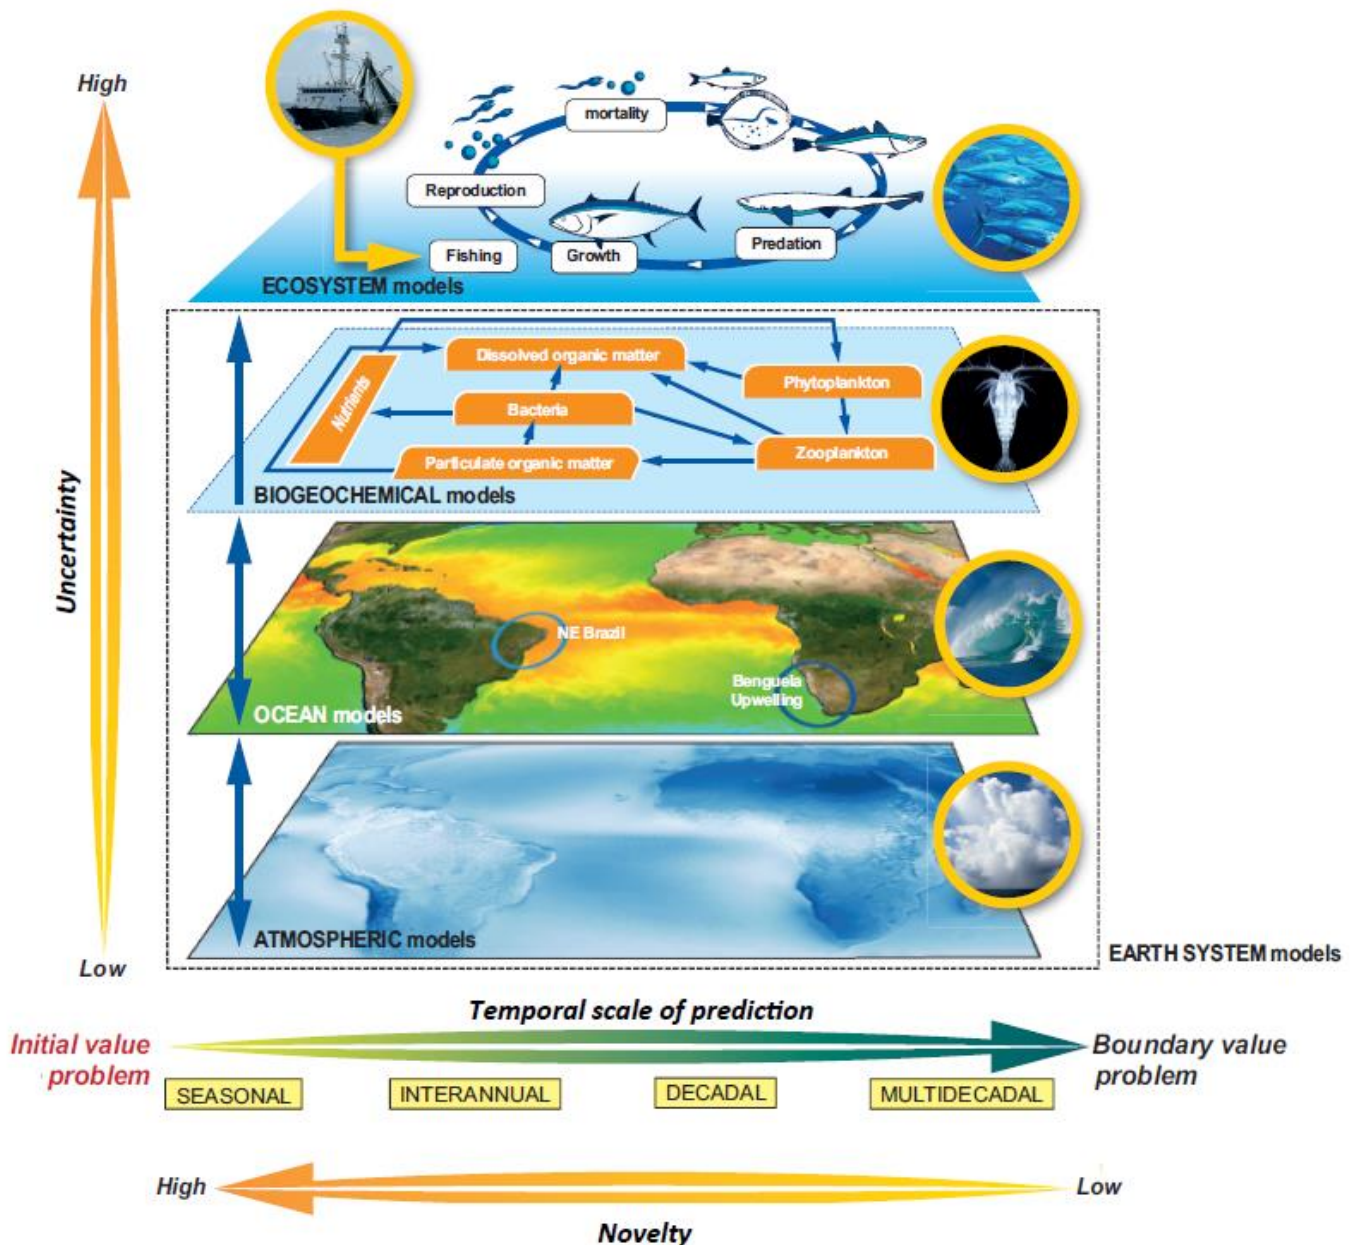 High
mortality
Reproduction
Predation
Fishing
Growth
ECOSYSTEM models
Dissolved organic matter
Nutrients
Phytoplankton
Bacteria
Zooplankton
Particulate organic matter
BIOGEOCHEMICAL models
Uncertainty
NE Brazil
Benguela
Upwelling
OCEAN models
ATMOSPHERIC models
Low
EARTH SYSTEM models
Temporal scale of prediction
Initial value
problem
Boundary value
problem
SEASONAL
INTERANNUAL
DECADAL
MULTIDECADAL
High
Low
Novelty